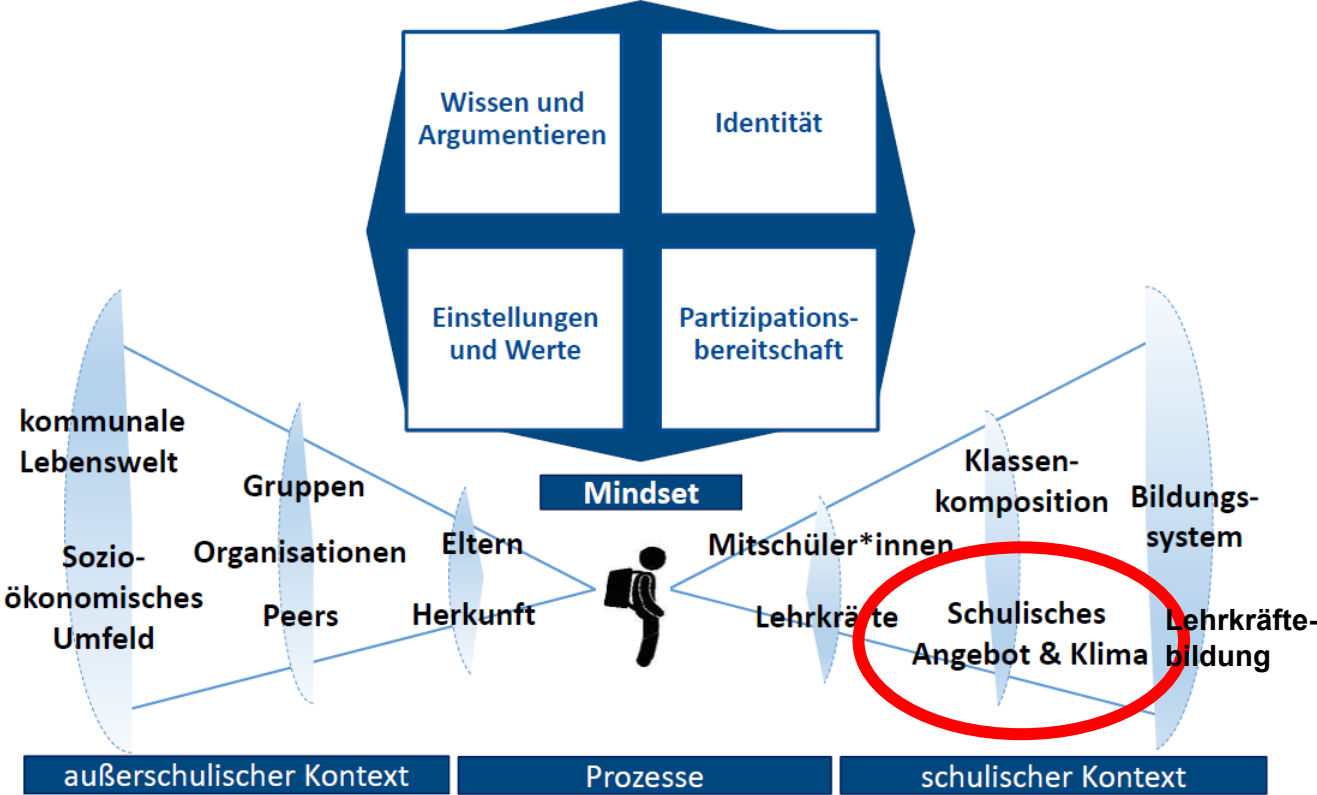 Wissen und
Argumentieren
Identität
Einstellungen
und Werte
Partizipations-
bereitschaft
Mindset
kommunale
Lebenswelt
Sozio-
ökonomisches
Umfeld
Gruppen
Organisationen
Peers
Eltern
Herkunft
Mitschüler*innen
Lehrkräfte
Klassen-
komposition
Schulisches
Angebot & Klima
Bildungs-
system
Lehrkräfte-
bildung
außerschulischer Kontext
Prozesse
schulischer Kontext